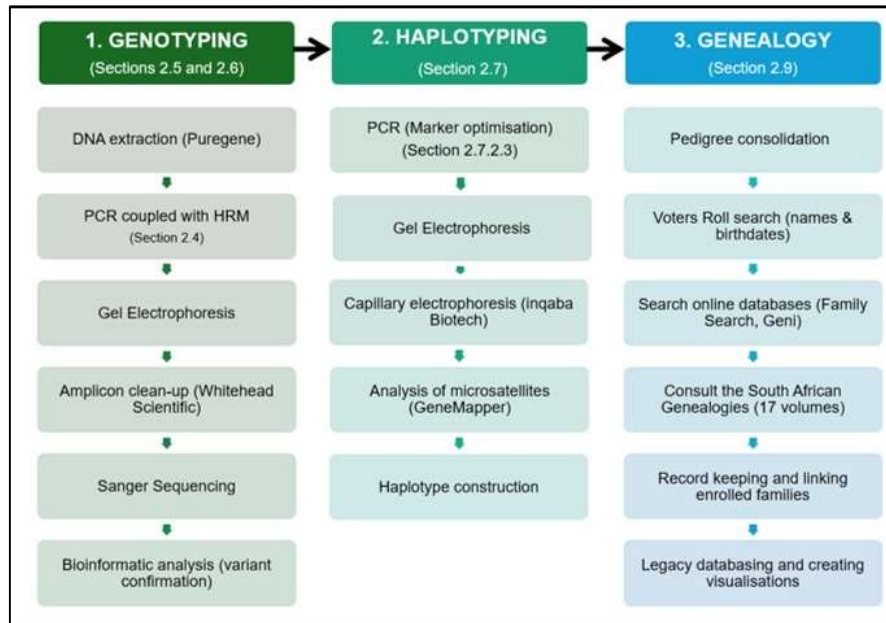 1. GENOTYPING
(Sections 2.5 and 2.6)
DNA extraction (Puregene)
PCR coupled with HRM
(Section 2.4)
Gel Electrophoresis
Amplicon clean-up (Whitehead
Scientific)
Sanger Sequencing
Bioinformatic analysis (variant
confirmation)
2. HAPLOTYPING
(Section 2.7)
PCR (Marker optimisation)
(Section 2.7.2.3)
Gel Electrophoresis
Capillary electrophoresis (inqaba
Biotech)
Analysis of microsatellites
(GeneMapper)
Haplotype construction
3. GENEALOGY
(Section 2.9)
Pedigree consolidation
Voters Roll search (names &
birthdates)
Search online databases (Family
Search, Geni)
Consult the South African
Genealogies (17 volumes)
Record keeping and linking
enrolled families
Legacy databasing and creating
visualisations